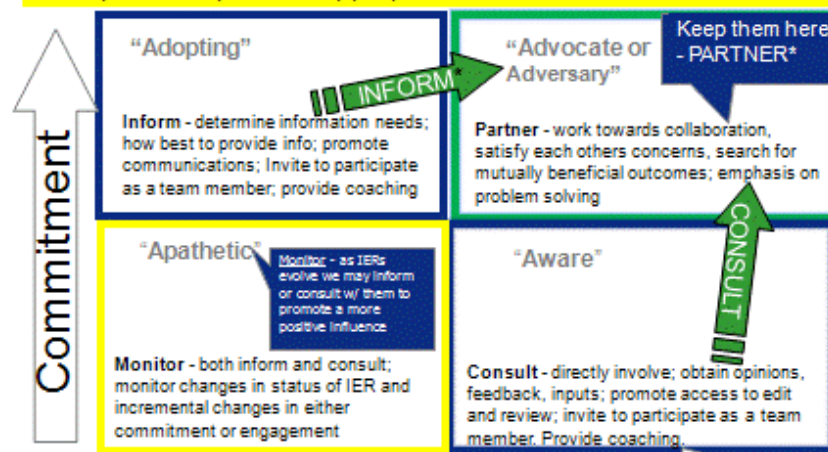 Commitment
"Adopting"
INFORM*
Inform - determine information needs;
how best to provide info; promote
communications; Invite to participate
as a team member; provide coaching
"Advocate or
Adversary"
Keep them here
- PARTNER*
Partner - work towards collaboration,
satisfy each others concerns, search for
mutually beneficial outcomes; emphasis on
problem solving
"Apathetic"
Monitor - as IERs
evolve we may inform
or consult w/ them to
promote a more
positive influence
Monitor - both inform and consult;
monitor changes in status of IER and
incremental changes in either
commitment or engagement
"Aware"
CONSULT
Consult - directly involve; obtain opinions,
feedback, inputs; promote access to edit
and review; invite to participate as a team
member. Provide coaching.